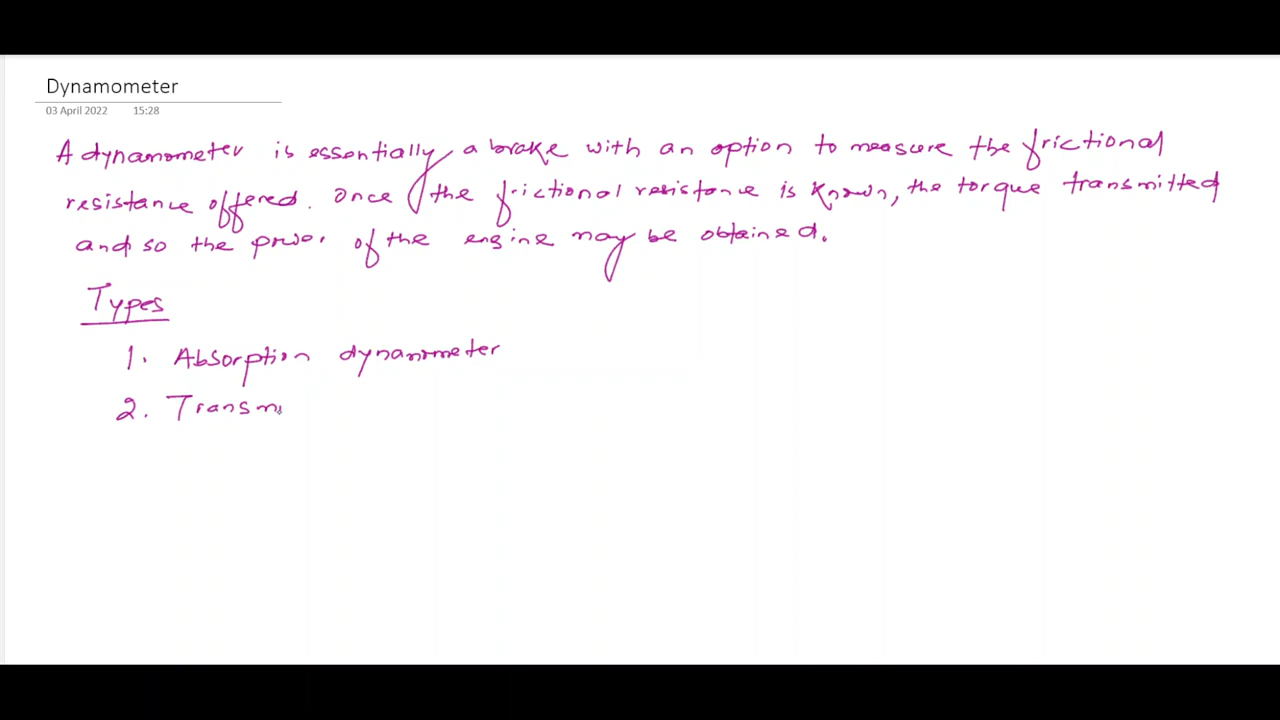 Dynamometer
03 April 2022 15:28
A dynamometer is essentially a brake with an option to measure the frictional
resistance offered. Once the frictional resistance is known, the torque transmitted
and so the power of the engine may be obtained.
Types
1. Absorption dynamometer
2. Transm